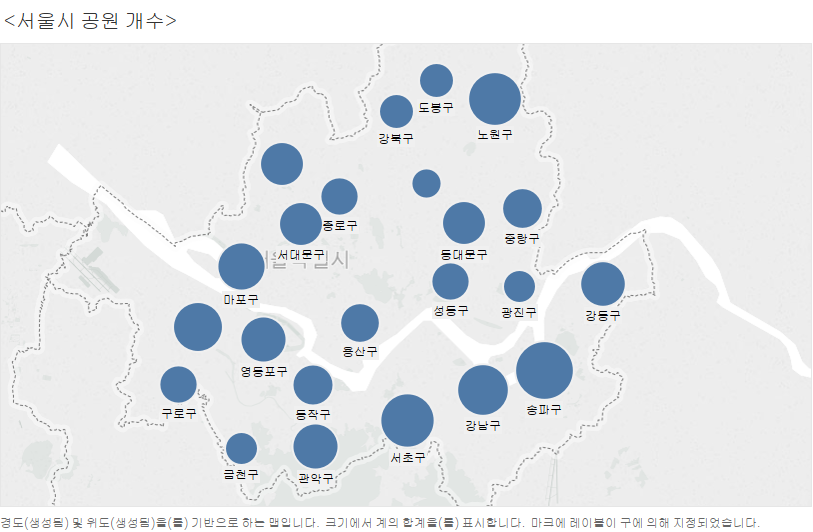 <서울시 공원 개수>
도봉구
노원구
강북구
종로구
중랑구
서대문구
동대문구
마포구
성동구
광진구
강동구
용산구
영등포구
구로구
동작구
송파구
강남구
서초구
금천구
관악구
경도(생성됨) 및 위도(생성됨)을(를) 기반으로 하는 맵입니다. 크기에서 계의 합계을(를) 표시합니다. 마크에 레이블이 구에 의해 지정되었습니다.